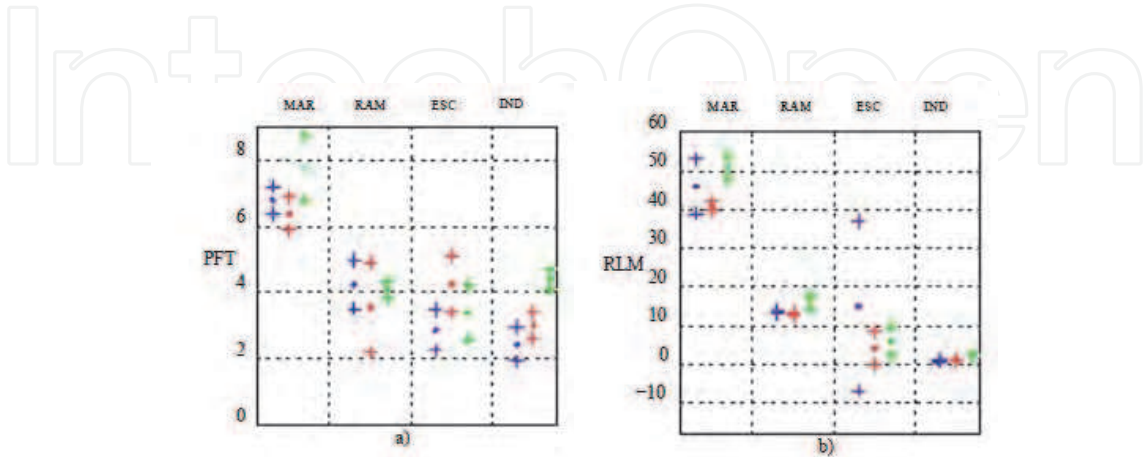 IntechOpen
MAR RAM ESC IND
8
6
PFT
4
2
0
a)
MAR RAM ESC IND
60
50
40
30
RLM 20
10
0
−10
b)